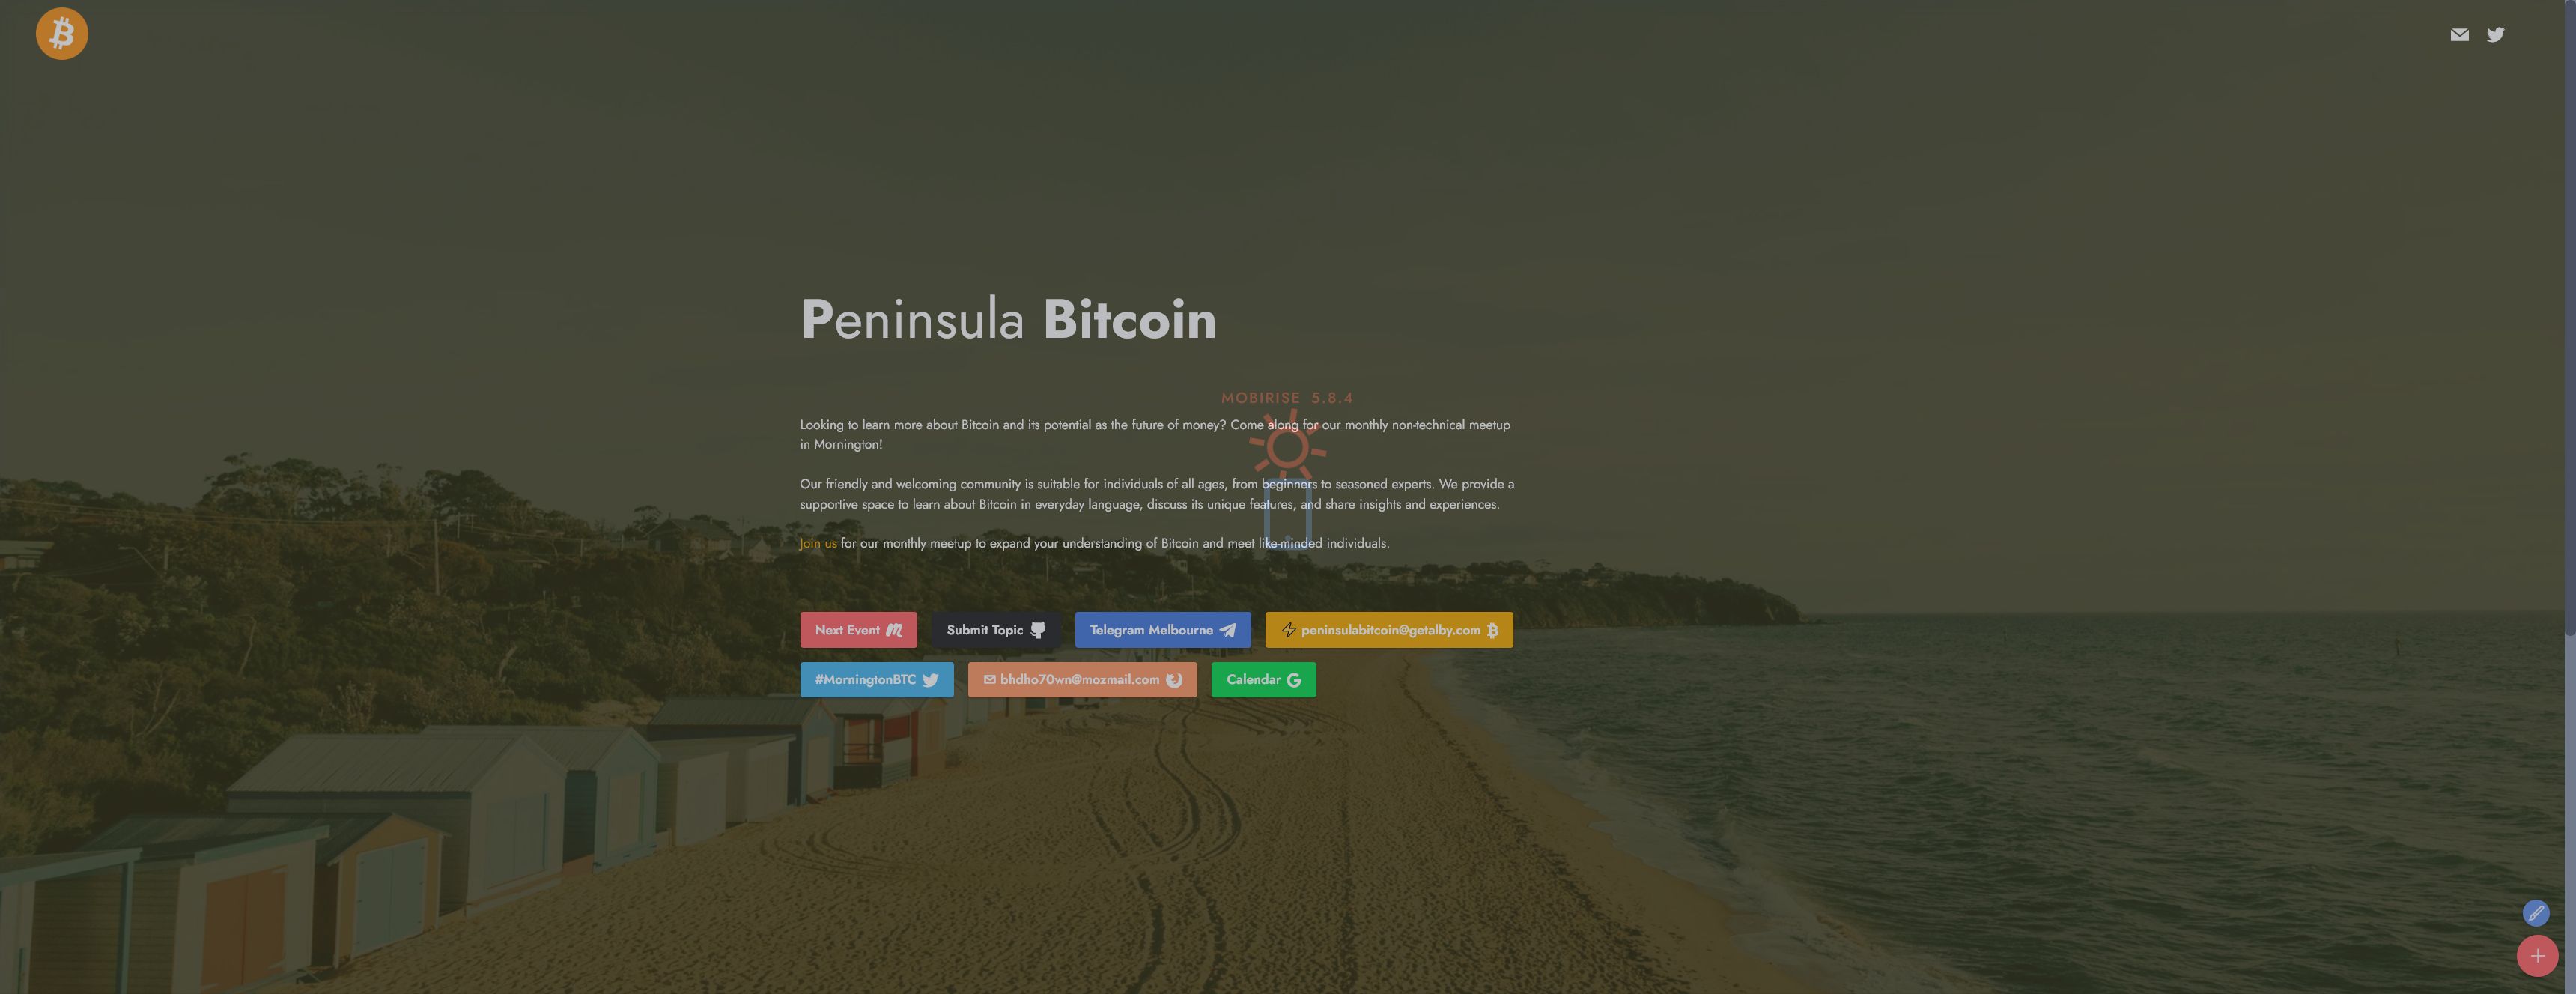 Peninsula Bitcoin
MOBIRISE 5.8.4
Looking to learn more about Bitcoin and its potential as the future of money? Come along for our monthly non-technical meetup
in Mornington!
Our friendly and welcoming community is suitable for individuals of all ages, from beginners to seasoned experts. We provide a
supportive space to learn about Bitcoin in everyday language, discuss its unique features, and share insights and experiences.
Join us for our monthly meetup to expand your understanding of Bitcoin and meet like-minded individuals.
Next Event
Submit Topic
Telegram Melbourne
peninsulabitcoin@getalby.com
#MorningtonBTC
bhdho70wn@mozmail.com
Calendar